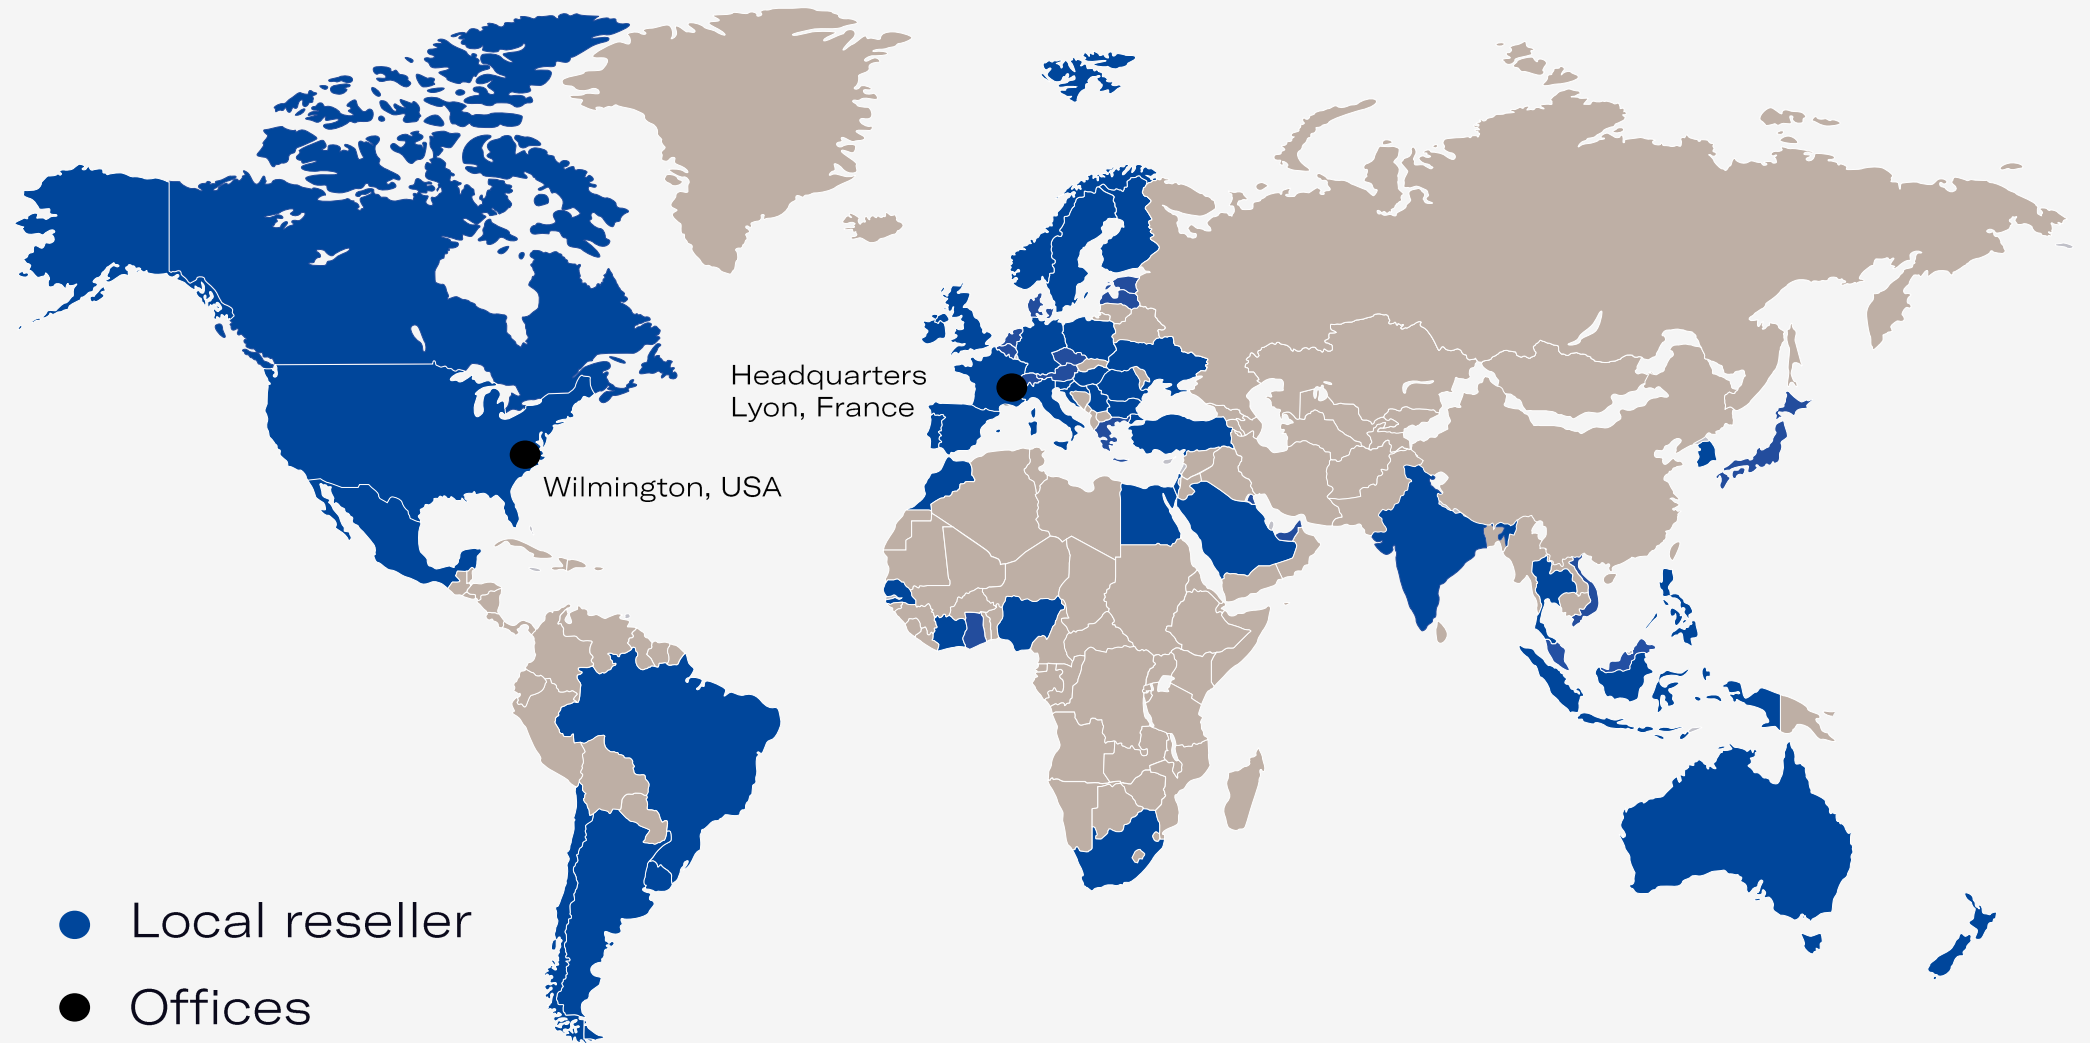 Headquarters
Lyon, France
Wilmington, USA
Local reseller
Offices